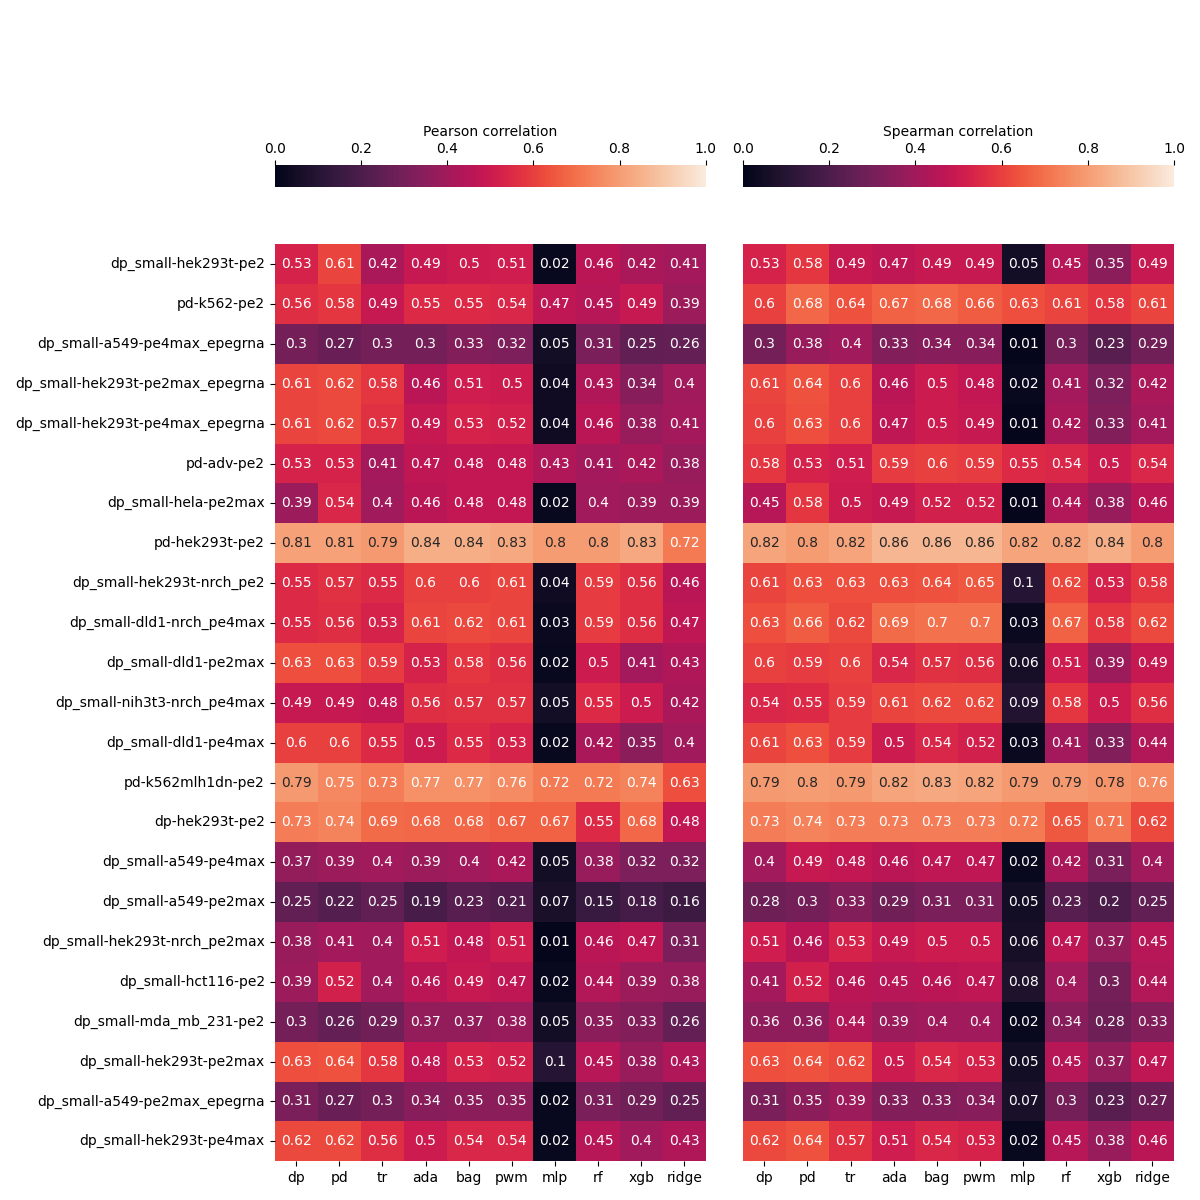 Pearson correlation Spearman correlation
0.0 0.2 0.4 0.6 0.8 1.0 0.0 0.2 0.4 0.6 0.8 1.0
dp_small-hek293t-pe2 0.53 0.61 0.42 0.49 0.5 0.51 0.02 0.46 0.42 0.41 0.53 0.58 0.49 0.47 0.49 0.49 0.05 0.45 0.35 0.49
pd-k562-pe2 0.56 0.58 0.49 0.55 0.55 0.54 0.47 0.45 0.49 0.39 0.6 0.68 0.64 0.67 0.68 0.66 0.63 0.61 0.58 0.61
dp_small-a549-pe4max_epegrna 0.3 0.27 0.3 0.3 0.33 0.32 0.05 0.31 0.25 0.26 0.3 0.38 0.4 0.33 0.34 0.34 0.01 0.3 0.23 0.29
dp_small-hek293t-pe2max_epegrna 0.61 0.62 0.58 0.46 0.51 0.5 0.04 0.43 0.34 0.4 0.61 0.64 0.6 0.46 0.5 0.48 0.02 0.41 0.32 0.42
dp_small-hek293t-pe4max_epegrna 0.61 0.62 0.57 0.49 0.53 0.52 0.04 0.46 0.38 0.41 0.6 0.63 0.6 0.47 0.5 0.49 0.01 0.42 0.33 0.41
pd-adv-pe2 0.53 0.53 0.41 0.47 0.48 0.48 0.43 0.41 0.42 0.38 0.58 0.53 0.51 0.59 0.6 0.59 0.55 0.54 0.5 0.54
dp_small-hela-pe2max 0.39 0.54 0.4 0.46 0.48 0.48 0.02 0.4 0.39 0.39 0.45 0.58 0.5 0.49 0.52 0.52 0.01 0.44 0.38 0.46
pd-hek293t-pe2 0.81 0.81 0.79 0.84 0.84 0.83 0.8 0.8 0.83 0.72 0.82 0.8 0.82 0.86 0.86 0.86 0.82 0.82 0.84 0.8
dp_small-hek293t-nrch_pe2 0.55 0.57 0.55 0.6 0.6 0.61 0.04 0.59 0.56 0.46 0.61 0.63 0.63 0.63 0.64 0.65 0.1 0.62 0.53 0.58
dp_small-dld1-nrch_pe4max 0.55 0.56 0.53 0.61 0.62 0.61 0.03 0.59 0.56 0.47 0.63 0.66 0.62 0.69 0.7 0.7 0.03 0.67 0.58 0.62
dp_small-dld1-pe2max 0.63 0.63 0.59 0.53 0.58 0.56 0.02 0.5 0.41 0.43 0.6 0.59 0.6 0.54 0.57 0.56 0.06 0.51 0.39 0.49
dp_small-nih3t3-nrch_pe4max 0.49 0.49 0.48 0.56 0.57 0.57 0.05 0.55 0.5 0.42 0.54 0.55 0.59 0.61 0.62 0.62 0.09 0.58 0.5 0.56
dp_small-dld1-pe4max 0.6 0.6 0.55 0.5 0.55 0.53 0.02 0.42 0.35 0.4 0.61 0.63 0.59 0.5 0.54 0.52 0.03 0.41 0.33 0.44
pd-k562mlh1dn-pe2 0.79 0.75 0.73 0.77 0.77 0.76 0.72 0.72 0.74 0.63 0.79 0.8 0.79 0.82 0.83 0.82 0.79 0.79 0.78 0.76
dp-hek293t-pe2 0.73 0.74 0.69 0.68 0.68 0.67 0.67 0.55 0.68 0.48 0.73 0.74 0.73 0.73 0.73 0.73 0.72 0.65 0.71 0.62
dp_small-a549-pe4max 0.37 0.39 0.4 0.39 0.4 0.42 0.05 0.38 0.32 0.32 0.4 0.49 0.48 0.46 0.47 0.47 0.02 0.42 0.31 0.4
dp_small-a549-pe2max 0.25 0.22 0.25 0.19 0.23 0.21 0.07 0.15 0.18 0.16 0.28 0.3 0.33 0.29 0.31 0.31 0.05 0.23 0.2 0.25
dp_small-hek293t-nrch_pe2max 0.38 0.41 0.4 0.51 0.48 0.51 0.01 0.46 0.47 0.31 0.51 0.46 0.53 0.49 0.5 0.5 0.06 0.47 0.37 0.45
dp_small-hct116-pe2 0.39 0.52 0.4 0.46 0.49 0.47 0.02 0.44 0.39 0.38 0.41 0.52 0.46 0.45 0.46 0.47 0.08 0.4 0.3 0.44
dp_small-mda_mb_231-pe2 0.3 0.26 0.29 0.37 0.37 0.38 0.05 0.35 0.33 0.26 0.36 0.36 0.44 0.39 0.4 0.4 0.02 0.34 0.28 0.33
dp_small-hek293t-pe2max 0.63 0.64 0.58 0.48 0.53 0.52 0.1 0.45 0.38 0.43 0.63 0.64 0.62 0.5 0.54 0.53 0.05 0.45 0.37 0.47
dp_small-a549-pe2max_epegrna 0.31 0.27 0.3 0.34 0.35 0.35 0.02 0.31 0.29 0.25 0.31 0.35 0.39 0.33 0.33 0.34 0.07 0.3 0.23 0.27
dp_small-hek293t-pe4max 0.62 0.62 0.56 0.5 0.54 0.54 0.02 0.45 0.4 0.43 0.62 0.64 0.57 0.51 0.54 0.53 0.02 0.45 0.38 0.46
dp pd tr ada bag pwm mlp rf xgb ridge dp pd tr ada bag pwm mlp rf xgb ridge